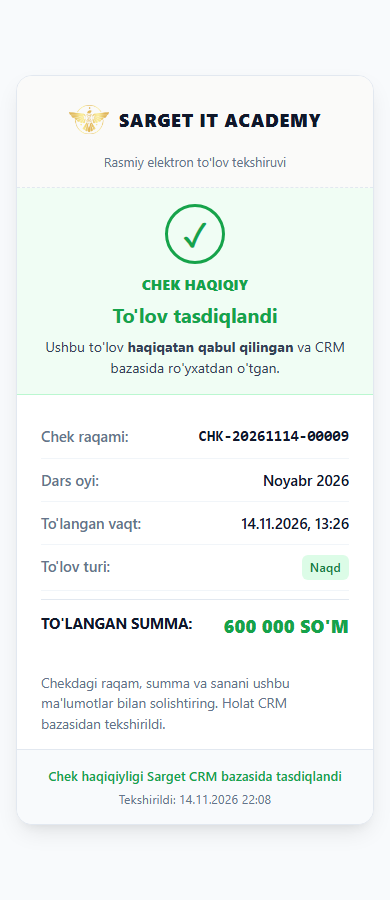 SARGET IT ACADEMY
Rasmiy elektron to'lov tekshiruvi
CHEK HAQIQIY
To'lov tasdiqlandi
Ushbu to'lov haqiqatan qabul qilingan va CRM
bazasida ro'yxatdan o'tgan.
Chek raqami: CHK-20261114-00009
Dars oyi: Noyabr 2026
To'langan vaqt: 14.11.2026, 13:26
To'lov turi: Naqd
TO'LANGAN SUMMA: 600 000 SO'M
Chekdagi raqam, summa va sanani ushbu
ma'lumotlar bilan solishtiring. Holat CRM
bazasidan tekshirildi.
Chek haqiqiyligi Sarget CRM bazasida tasdiqlandi
Tekshirildi: 14.11.2026 22:08